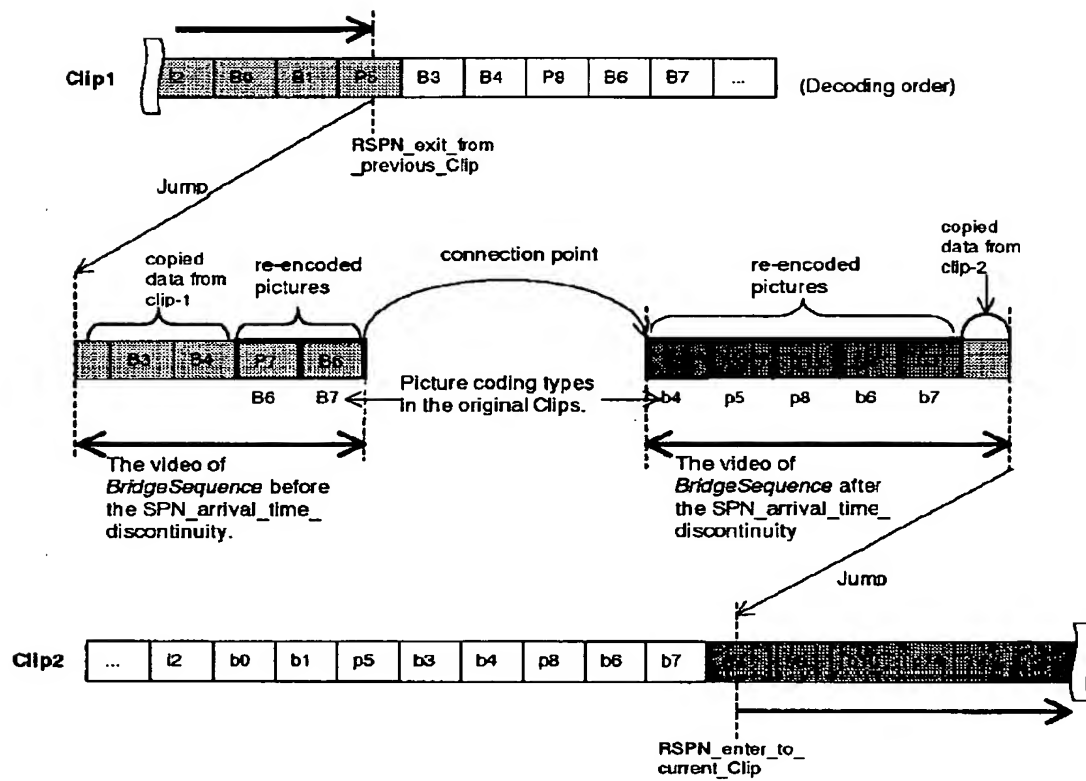 Clip1 I2 B0 B1 P5 B3 B4 P8 B6 B7 ... (Decoding order)
RSPN_exit_from
_previous_Clip
Jump
copied
data from
clip-1
re-encoded
pictures
connection point
re-encoded
pictures
copied
data from
clip-2
B3 B4 P7 B6
B6 B7
Picture coding types
in the original Clips.
b4 p5 p8 b6 b7
The video of
BridgeSequence before
the SPN_arrival_time_
discontinuity.
The video of
BridgeSequence after
the SPN_arrival_time_
discontinuity
Jump
Clip2 ... i2 b0 b1 p5 b3 b4 p8 b6 b7
RSPN_enter_to_
current_Clip